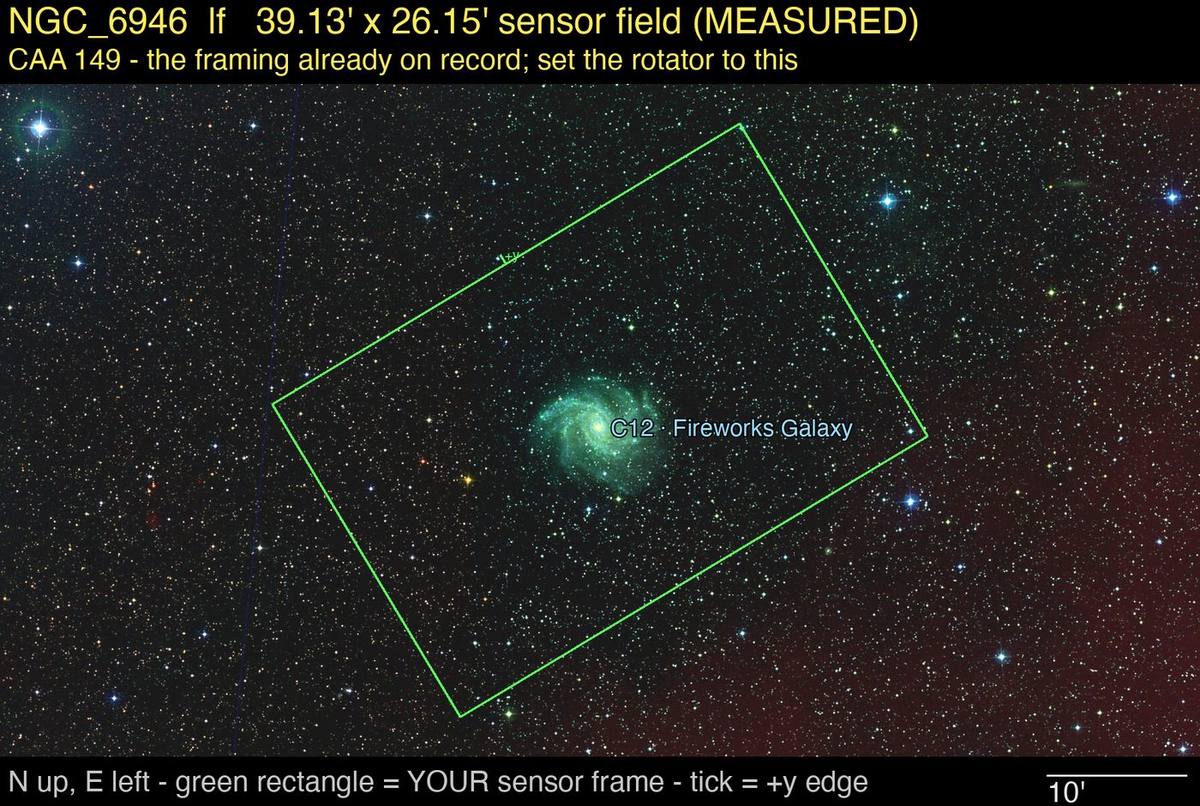 NGC_6946 lf 39.13' x 26.15' sensor field (MEASURED)
CAA 149 - the framing already on record; set the rotator to this
+y
C12 · Fireworks Galaxy
N up, E left - green rectangle = YOUR sensor frame - tick = +y edge
10'